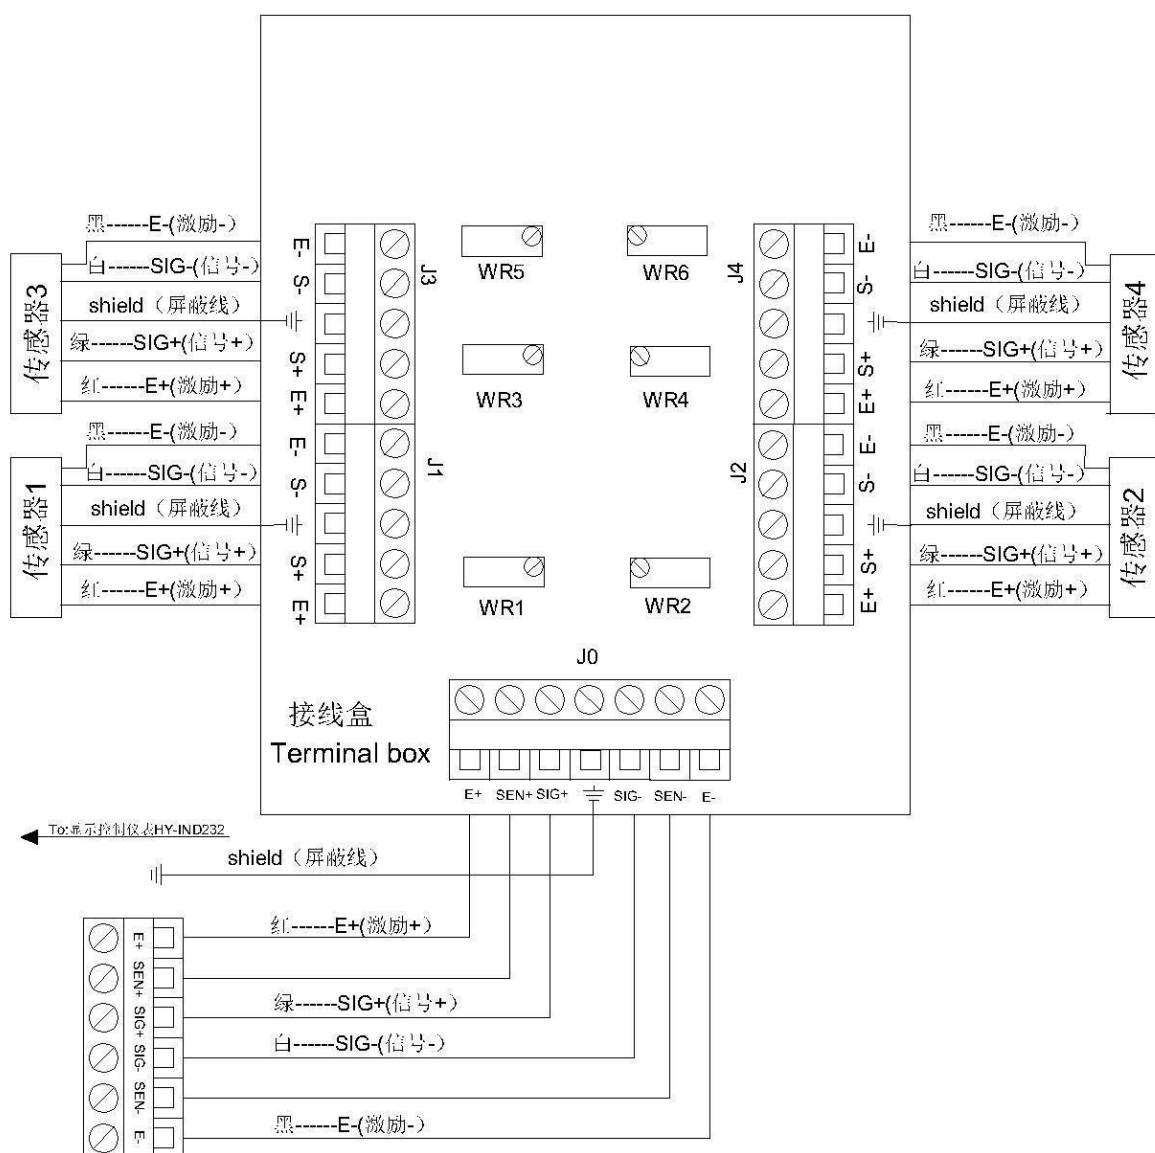 黑------E-(激励-)
白------SIG-(信号-)
shield（屏蔽线）
绿------SIG+(信号+)
红------E+(激励+)
传感器3
黑------E-(激励-)
白------SIG-(信号-)
shield（屏蔽线）
绿------SIG+(信号+)
红------E+(激励+)
传感器1
E-
S-
S+
E+
J3
E-
S-
S+
E+
J1
WR5
WR6
WR3
WR4
WR1
WR2
J4
E-
S-
S+
E+
J2
E-
S-
S+
E+
黑------E-(激励-)
白------SIG-(信号-)
shield（屏蔽线）
绿------SIG+(信号+)
红------E+(激励+)
传感器4
黑------E-(激励-)
白------SIG-(信号-)
shield（屏蔽线）
绿------SIG+(信号+)
红------E+(激励+)
传感器2
J0
接线盒
Terminal box
E+ SEN+ SIG+ SIG- SEN- E-
To:显示控制仪表HY-IND232
shield（屏蔽线）
红------E+(激励+)
绿------SIG+(信号+)
白------SIG-(信号-)
黑------E-(激励-)
E+
SEN+
SIG+
SIG-
SEN-
E-